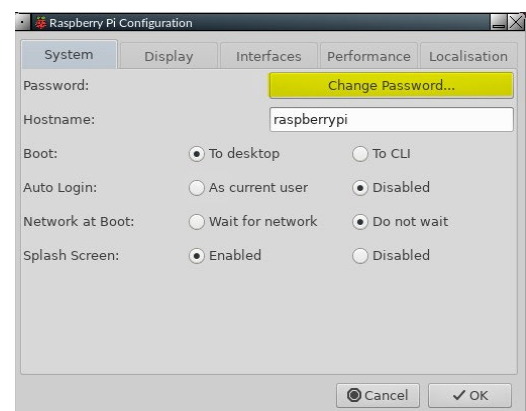 Raspberry Pi Configuration
System Display Interfaces Performance Localisation
Password: Change Password...
Hostname: raspberrypi
Boot: To desktop To CLI
Auto Login: As current user Disabled
Network at Boot: Wait for network Do not wait
Splash Screen: Enabled Disabled
Cancel OK